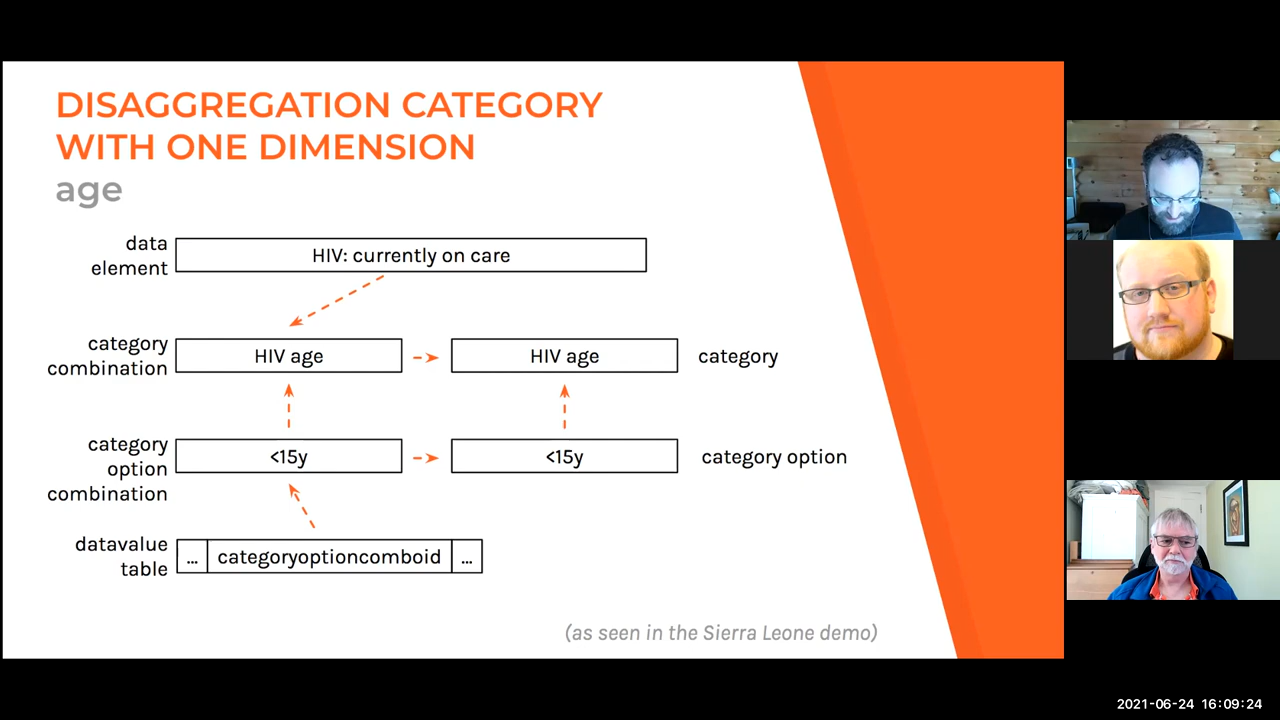 DISAGGREGATION CATEGORY
WITH ONE DIMENSION
age
data
element
HIV: currently on care
category
combination
HIV age
HIV age
category
category
option
combination
<15y
<15y
category option
datavalue
table
...
categoryoptioncomboid
...
(as seen in the Sierra Leone demo)
2021-06-24 16:09:24